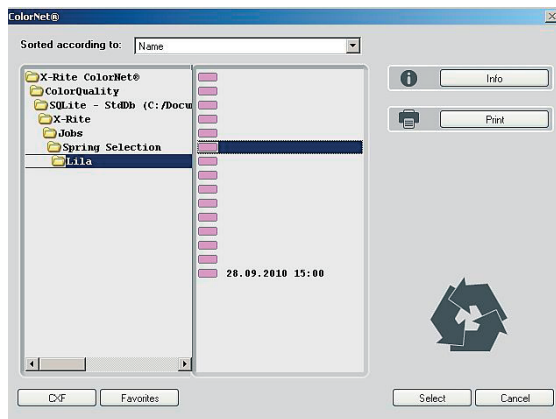 ColorNet®
Sorted according to: Name
X-Rite ColorNet®
ColorQuality
SQLite - StdDb (C:/Docu
X-Rite
Jobs
Spring Selection
Lila
28.09.2010 15:00
Info
Print
CXF
Favorites
Select
Cancel